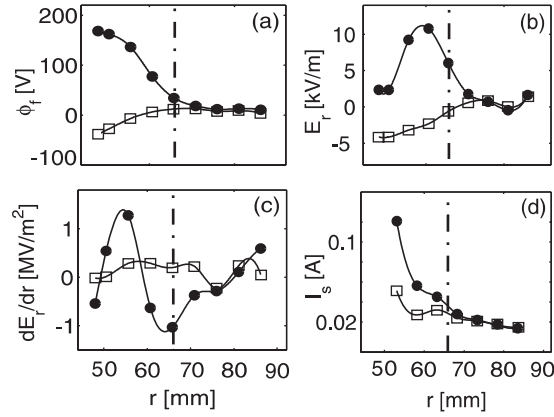 (a)
200
100
0
-100
ϕf [V]
(b)
10
5
0
-5
Er [kV/m]
(c)
1
0
-1
dEr/dr [MV/m²]
50 60 70 80 90
r [mm]
(d)
0.1
0.02
Is [A]
50 60 70 80 90
r [mm]